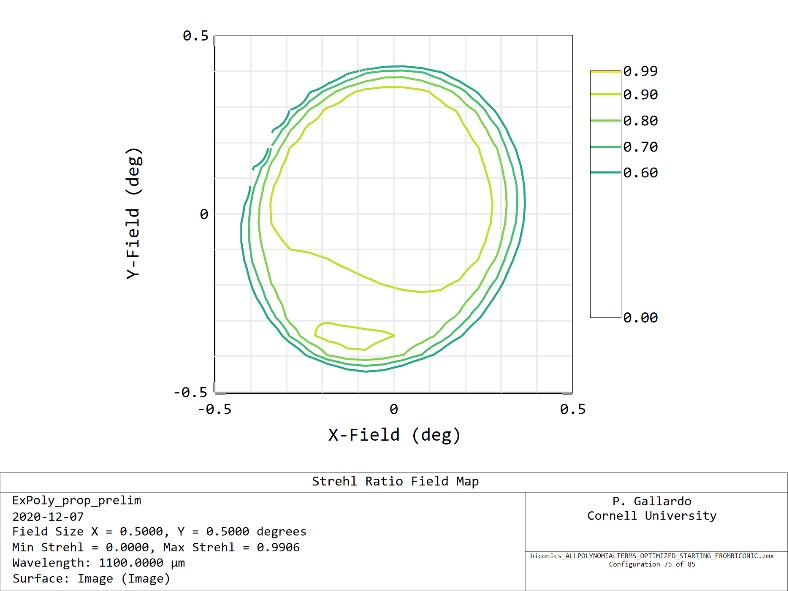 0.5
0
-0.5
Y-Field (deg)
-0.5
0
0.5
X-Field (deg)
0.99
0.90
0.80
0.70
0.60
0.00
Strehl Ratio Field Map
ExPoly_prop_prelim
2020-12-07
Field Size X = 0.5000, Y = 0.5000 degrees
Min Strehl = 0.0000, Max Strehl = 0.9906
Wavelength: 1100.0000 µm
Surface: Image (Image)
P. Gallardo
Cornell University
biconics_ALLPOLYNOMIALTERMS_OPTIMIZED_STARTING_FROMBICONIC.zmx
Configuration 75 of 85